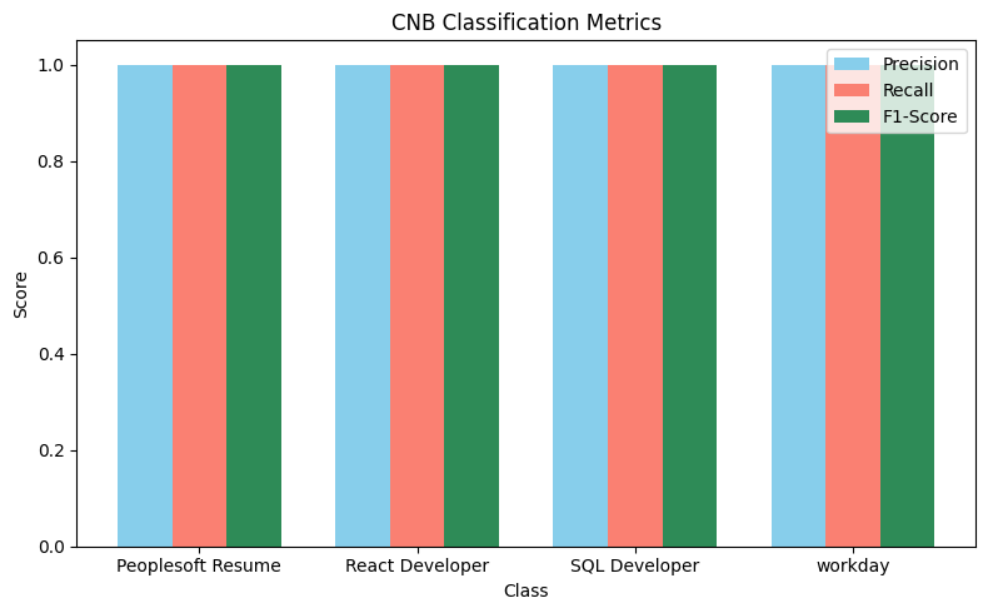 CNB Classification Metrics
Precision
Recall
F1-Score
1.0
0.8
0.6
0.4
0.2
0.0
Score
Peoplesoft Resume
React Developer
SQL Developer
workday
Class